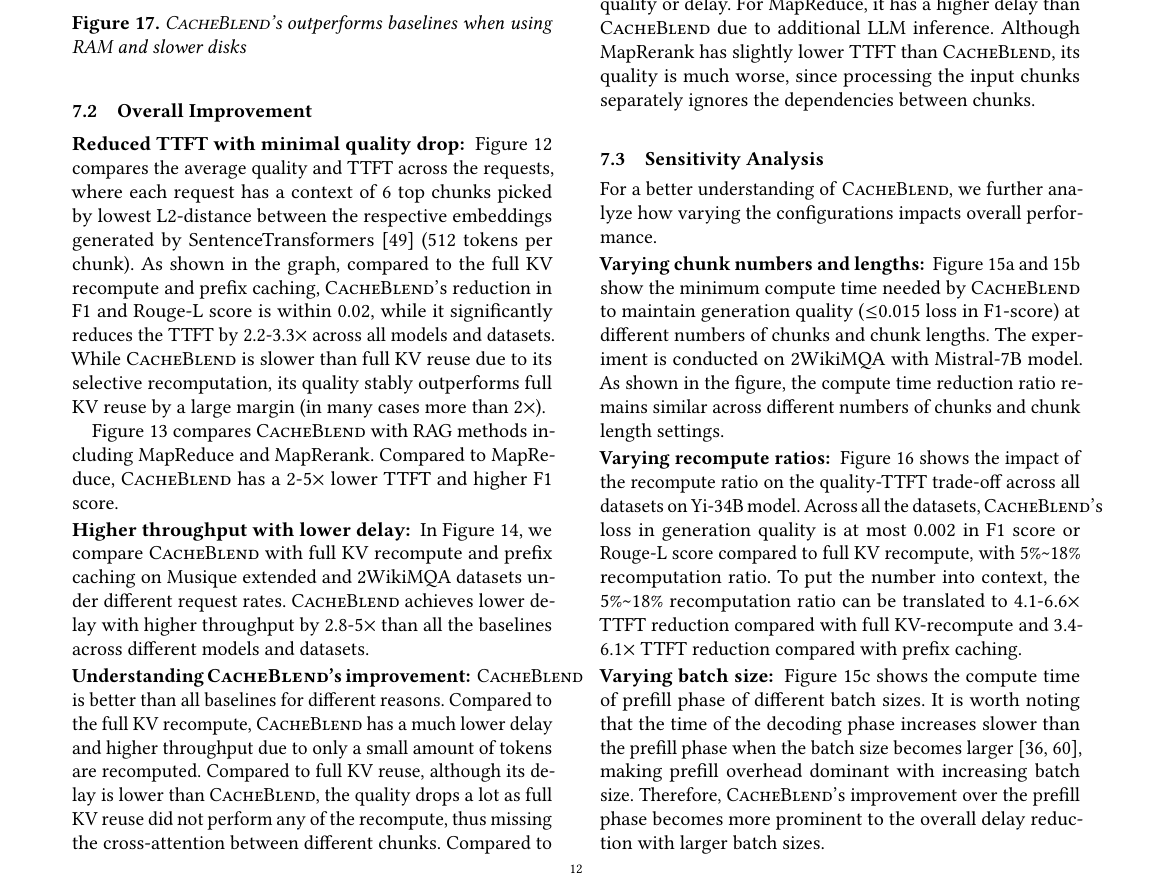 Figure 17. CACHEBLEND's outperforms baselines when using
RAM and slower disks
7.2 Overall Improvement
Reduced TTFT with minimal quality drop: Figure 12
compares the average quality and TTFT across the requests,
where each request has a context of 6 top chunks picked
by lowest L2-distance between the respective embeddings
generated by SentenceTransformers [49] (512 tokens per
chunk). As shown in the graph, compared to the full KV
recompute and prefix caching, CACHEBLEND's reduction in
F1 and Rouge-L score is within 0.02, while it significantly
reduces the TTFT by 2.2-3.3× across all models and datasets.
While CACHEBLEND is slower than full KV reuse due to its
selective recomputation, its quality stably outperforms full
KV reuse by a large margin (in many cases more than 2×).
Figure 13 compares CACHEBLEND with RAG methods in-
cluding MapReduce and MapRerank. Compared to MapRe-
duce, CACHEBLEND has a 2-5× lower TTFT and higher F1
score.
Higher throughput with lower delay: In Figure 14, we
compare CACHEBLEND with full KV recompute and prefix
caching on Musique extended and 2WikiMQA datasets un-
der different request rates. CACHEBLEND achieves lower de-
lay with higher throughput by 2.8-5× than all the baselines
across different models and datasets.
Understanding CACHEBLEND's improvement: CACHEBLEND
is better than all baselines for different reasons. Compared to
the full KV recompute, CACHEBLEND has a much lower delay
and higher throughput due to only a small amount of tokens
are recomputed. Compared to full KV reuse, although its de-
lay is lower than CACHEBLEND, the quality drops a lot as full
KV reuse did not perform any of the recompute, thus missing
the cross-attention between different chunks. Compared to
quality or delay. For MapReduce, it has a higher delay than
CACHEBLEND due to additional LLM inference. Although
MapRerank has slightly lower TTFT than CACHEBLEND, its
quality is much worse, since processing the input chunks
separately ignores the dependencies between chunks.
7.3 Sensitivity Analysis
For a better understanding of CACHEBLEND, we further ana-
lyze how varying the configurations impacts overall perfor-
mance.
Varying chunk numbers and lengths: Figure 15a and 15b
show the minimum compute time needed by CACHEBLEND
to maintain generation quality (≤0.015 loss in F1-score) at
different numbers of chunks and chunk lengths. The exper-
iment is conducted on 2WikiMQA with Mistral-7B model.
As shown in the figure, the compute time reduction ratio re-
mains similar across different numbers of chunks and chunk
length settings.
Varying recompute ratios: Figure 16 shows the impact of
the recompute ratio on the quality-TTFT trade-off across all
datasets on Yi-34B model. Across all the datasets, CACHEBLEND's
loss in generation quality is at most 0.002 in F1 score or
Rouge-L score compared to full KV recompute, with 5%~18%
recomputation ratio. To put the number into context, the
5%~18% recomputation ratio can be translated to 4.1-6.6×
TTFT reduction compared with full KV-recompute and 3.4-
6.1× TTFT reduction compared with prefix caching.
Varying batch size: Figure 15c shows the compute time
of prefill phase of different batch sizes. It is worth noting
that the time of the decoding phase increases slower than
the prefill phase when the batch size becomes larger [36, 60],
making prefill overhead dominant with increasing batch
size. Therefore, CACHEBLEND's improvement over the prefill
phase becomes more prominent to the overall delay reduc-
tion with larger batch sizes.
12